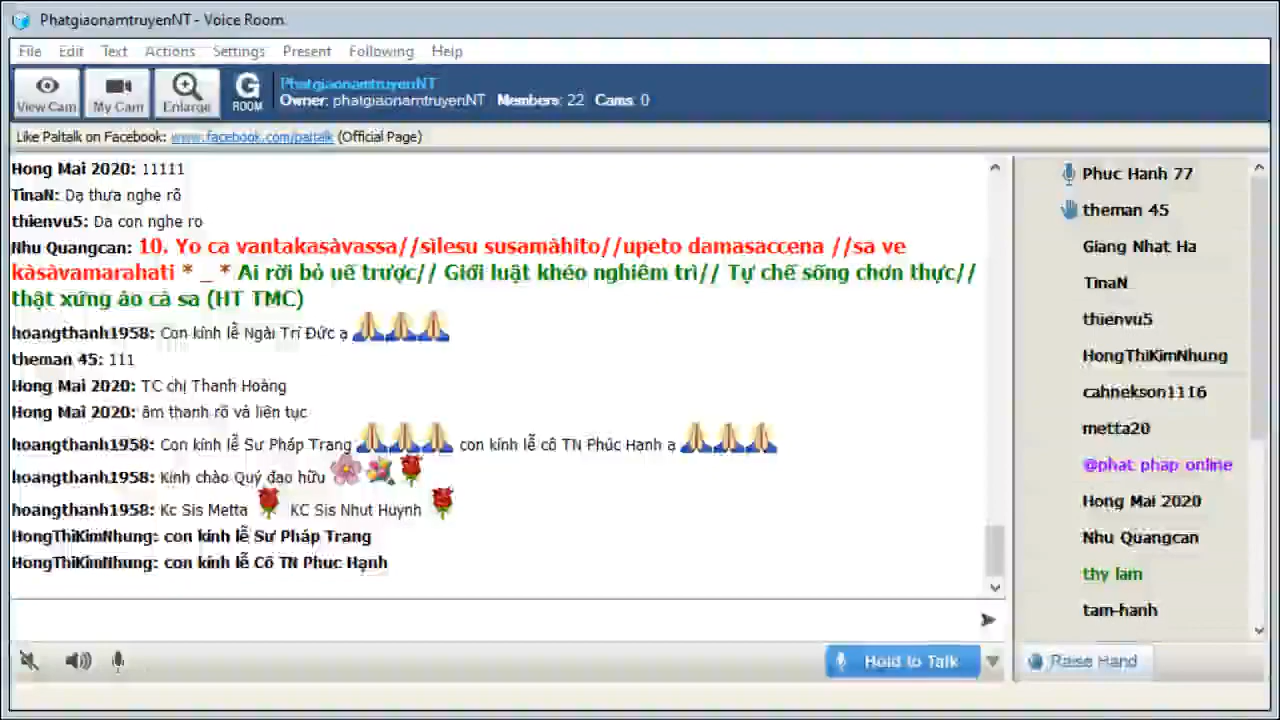 PhatgiaonamtruyenNT - Voice Room
File Edit Text Actions Settings Present Following Help
View Cam My Cam Enlarge G ROOM
PhatgiaonamtruyenNT
Owner: phatgiaonamtruyenNT Members: 22 Cams: 0
Like Paltalk on Facebook: www.facebook.com/paltalk (Official Page)
Hong Mai 2020: 11111
TinaN: Dạ thưa nghe rõ
thienvu5: Da con nghe ro
Nhu Quangcan: 10. Yo ca vantakasàvassa//sìlesu susamàhito//upeto damasaccena //sa ve
kàsàvamarahati * _ * Ai rời bỏ uế trược// Giới luật khéo nghiêm trì// Tự chế sống chơn thực//
thật xứng áo cà sa (HT TMC)
hoangthanh1958: Con kính lễ Ngài Trí Đức ạ
theman 45: 111
Hong Mai 2020: TC chị Thanh Hoàng
Hong Mai 2020: âm thanh rõ và liên tục
hoangthanh1958: Con kính lễ Sư Pháp Trang con kính lễ cô TN Phúc Hạnh ạ
hoangthanh1958: Kính chào Quý đạo hữu
hoangthanh1958: Kc Sis Metta KC Sis Nhut Huynh
HongThiKimNhung: con kính lễ Sư Pháp Trang
HongThiKimNhung: con kính lễ Cô TN Phuc Hạnh
Phuc Hanh 77
theman 45
Giang Nhat Ha
TinaN
thienvu5
HongThiKimNhung
cahnekson1116
metta20
@phat phap online
Hong Mai 2020
Nhu Quangcan
thy lam
tam-hanh
Hold to Talk
Raise Hand